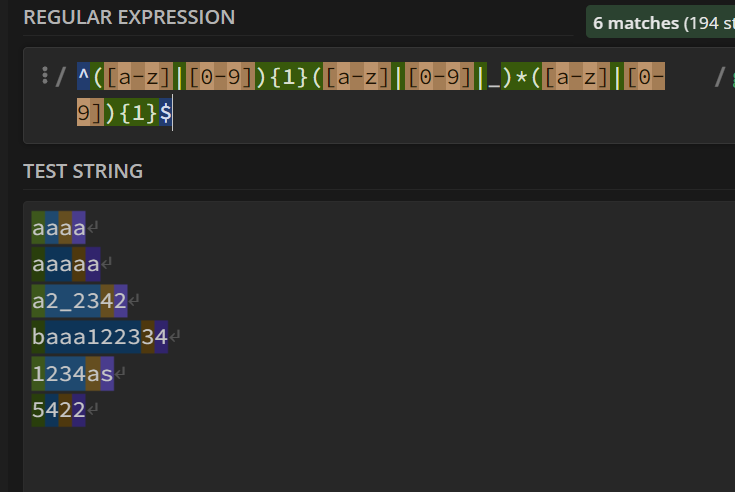 REGULAR EXPRESSION
6 matches (194 st
/ ^([a-z]|[0-9]){1}([a-z]|[0-9]|_)*([a-z]|[0- / g
9]){1}$
TEST STRING
aaaa
aaaaa
a2_2342
baaa122334
1234as
5422